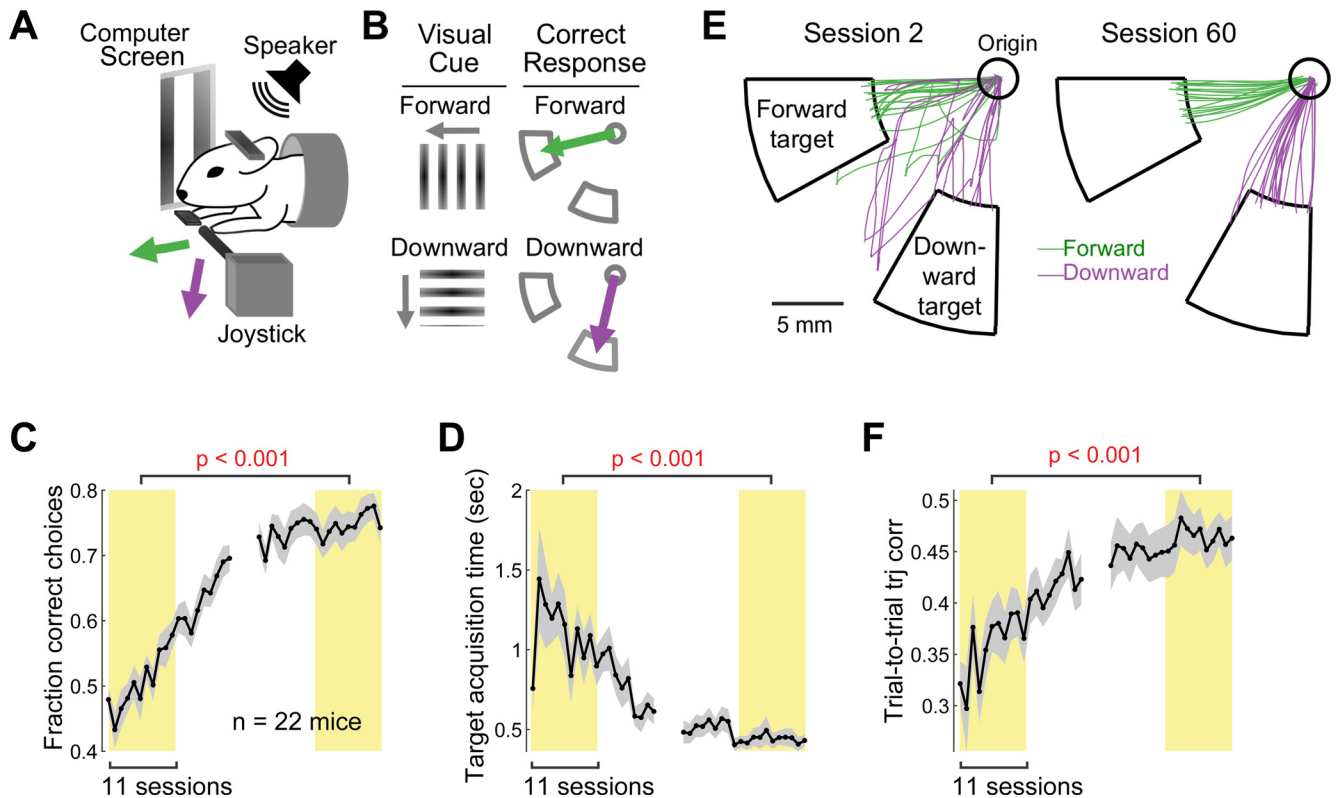 A
Computer
Screen
Speaker
Joystick
B
Visual
Cue
Correct
Response
Forward
Forward
Downward
Downward
E
Session 2
Origin
Session 60
Forward
target
Down-
ward
target
5 mm
Forward
Downward
C
p < 0.001
Fraction correct choices
0.8
0.7
0.6
0.5
0.4
n = 22 mice
11 sessions
D
p < 0.001
Target acquisition time (sec)
2
1.5
1
0.5
11 sessions
F
p < 0.001
Trial-to-trial trj corr
0.5
0.45
0.4
0.35
0.3
11 sessions